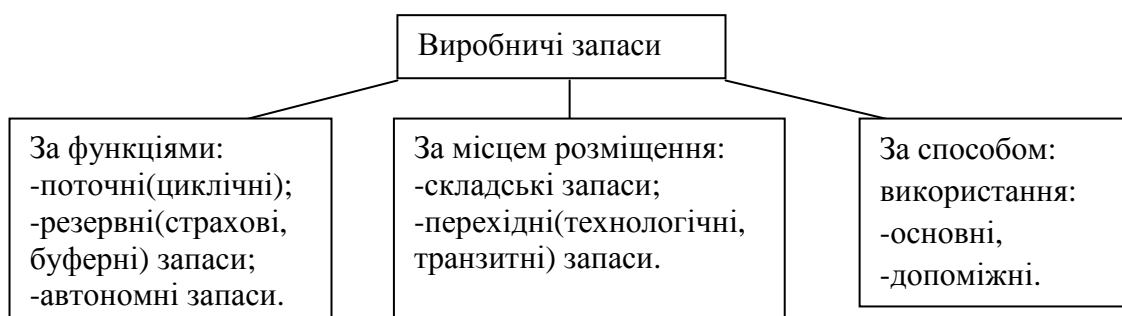 Виробничі запаси
За функціями:
-поточні(циклічні);
-резервні(страхові,
буферні) запаси;
-автономні запаси.
За місцем розміщення:
-складські запаси;
-перехідні(технологічні,
транзитні) запаси.
За способом:
використання:
-основні,
-допоміжні.